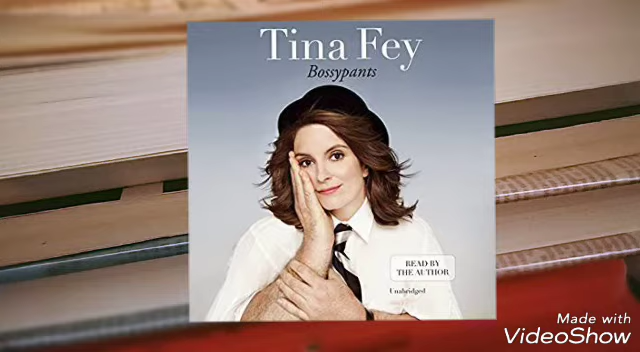 Tina Fey
Bossypants
READ BY
THE AUTHOR
Unabridged
Made with
VideoShow